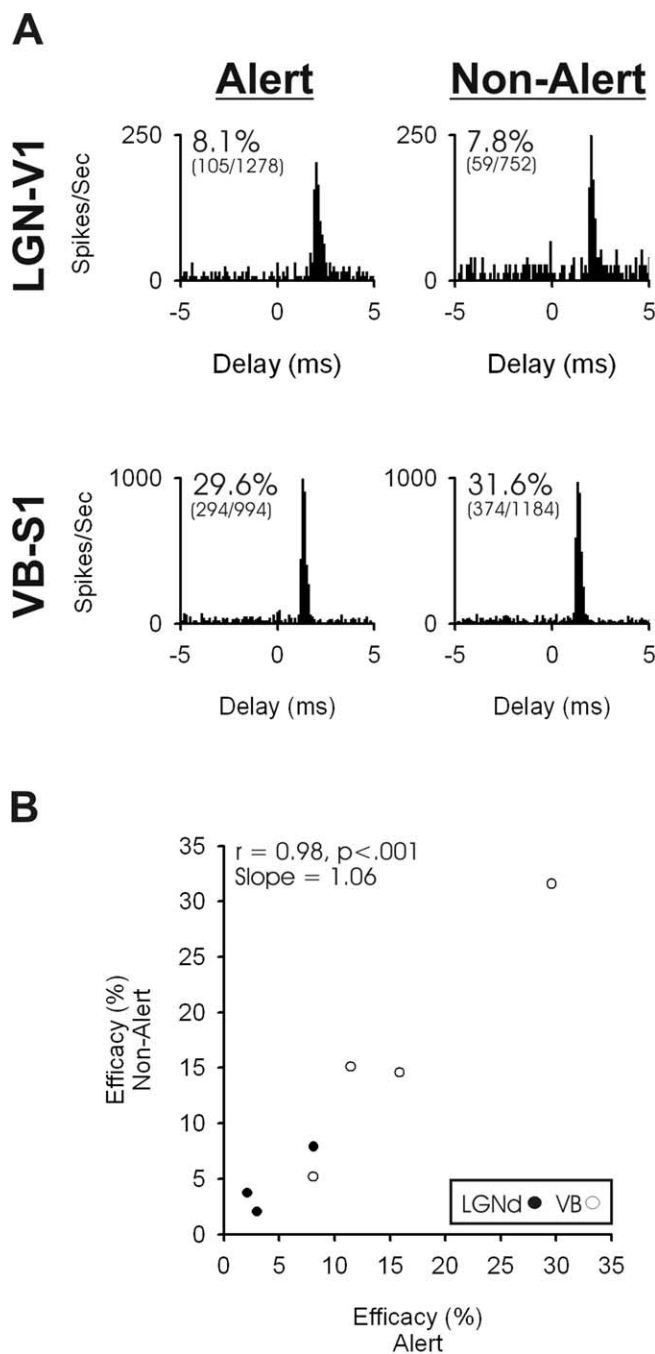 A
Alert
Non-Alert
LGN-V1
Spikes/Sec
250
8.1%
(105/1278)
0
-5 0 5
Delay (ms)
250
7.8%
(59/752)
0
-5 0 5
Delay (ms)
VB-S1
Spikes/Sec
1000
29.6%
(294/994)
0
-5 0 5
Delay (ms)
1000
31.6%
(374/1184)
0
-5 0 5
Delay (ms)
B
r = 0.98, p<.001
Slope = 1.06
Efficacy (%)
Non-Alert
35
30
25
20
15
10
5
0
LGNd VB
0 5 10 15 20 25 30 35
Efficacy (%)
Alert